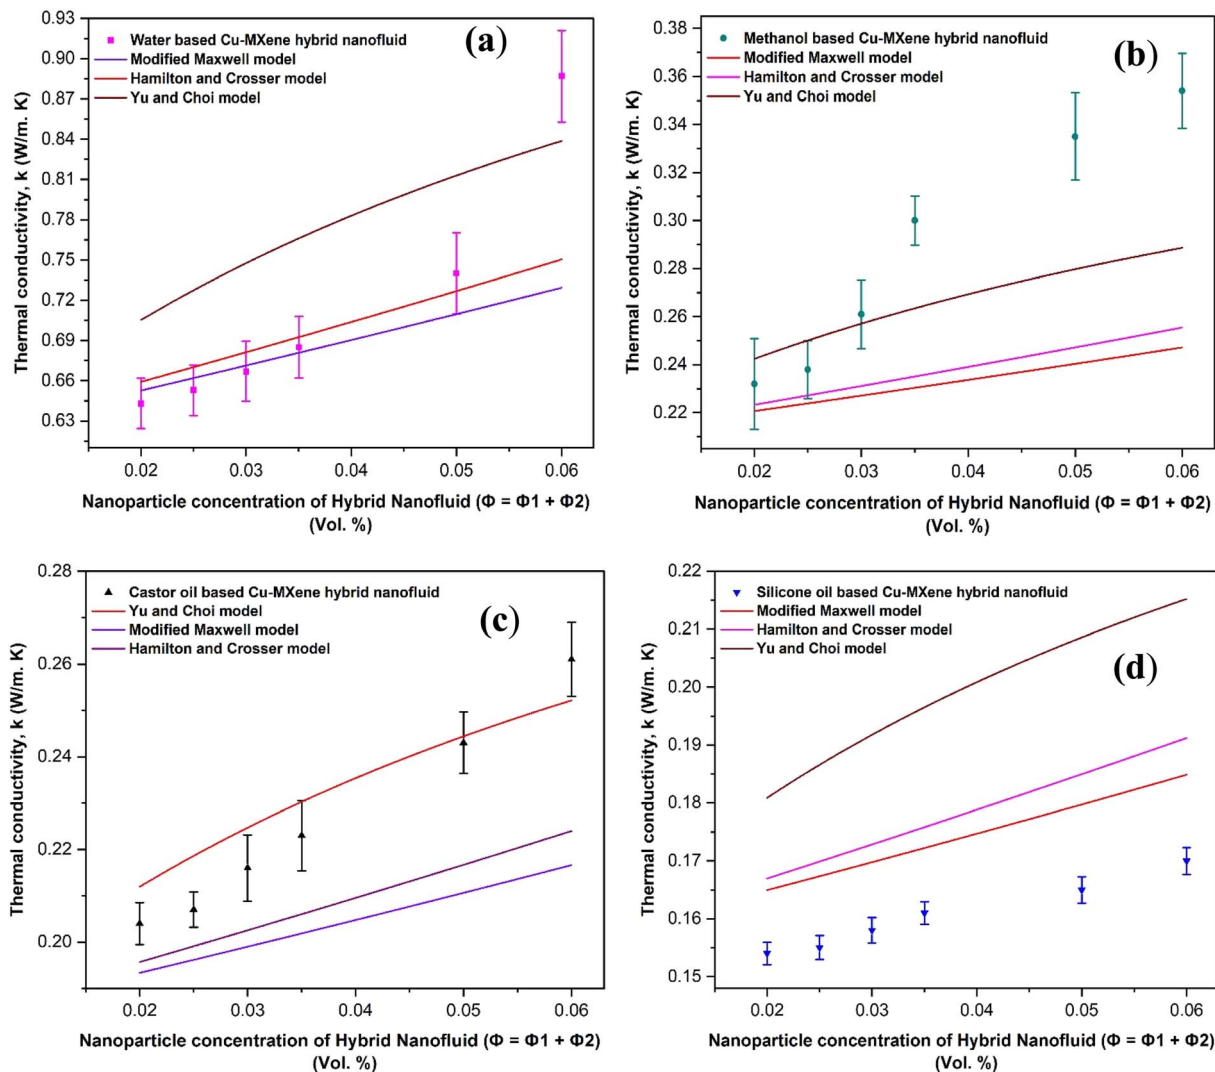 (a)
Water based Cu-MXene hybrid nanofluid
Modified Maxwell model
Hamilton and Crosser model
Yu and Choi model
0.93
0.90
0.87
0.84
0.81
0.78
0.75
0.72
0.69
0.66
0.63
Thermal conductivity, k (W/m. K)
0.02
0.03
0.04
0.05
0.06
Nanoparticle concentration of Hybrid Nanofluid (Φ = Φ1 + Φ2)
(Vol. %)
(b)
Methanol based Cu-MXene hybrid nanofluid
Modified Maxwell model
Hamilton and Crosser model
Yu and Choi model
0.38
0.36
0.34
0.32
0.30
0.28
0.26
0.24
0.22
Thermal conductivity, k (W/m. K)
0.02
0.03
0.04
0.05
0.06
Nanoparticle concentration of Hybrid Nanofluid (Φ = Φ1 + Φ2)
(Vol. %)
(c)
Castor oil based Cu-MXene hybrid nanofluid
Yu and Choi model
Modified Maxwell model
Hamilton and Crosser model
0.28
0.26
0.24
0.22
0.20
Thermal conductivity, k (W/m. K)
0.02
0.03
0.04
0.05
0.06
Nanoparticle concentration of Hybrid Nanofluid (Φ = Φ1 + Φ2)
(Vol. %)
(d)
Silicone oil based Cu-MXene hybrid nanofluid
Modified Maxwell model
Hamilton and Crosser model
Yu and Choi model
0.22
0.21
0.20
0.19
0.18
0.17
0.16
0.15
Thermal conductivity, k (W/m. K)
0.02
0.03
0.04
0.05
0.06
Nanoparticle concentration of Hybrid Nanofluid (Φ = Φ1 + Φ2)
(Vol. %)